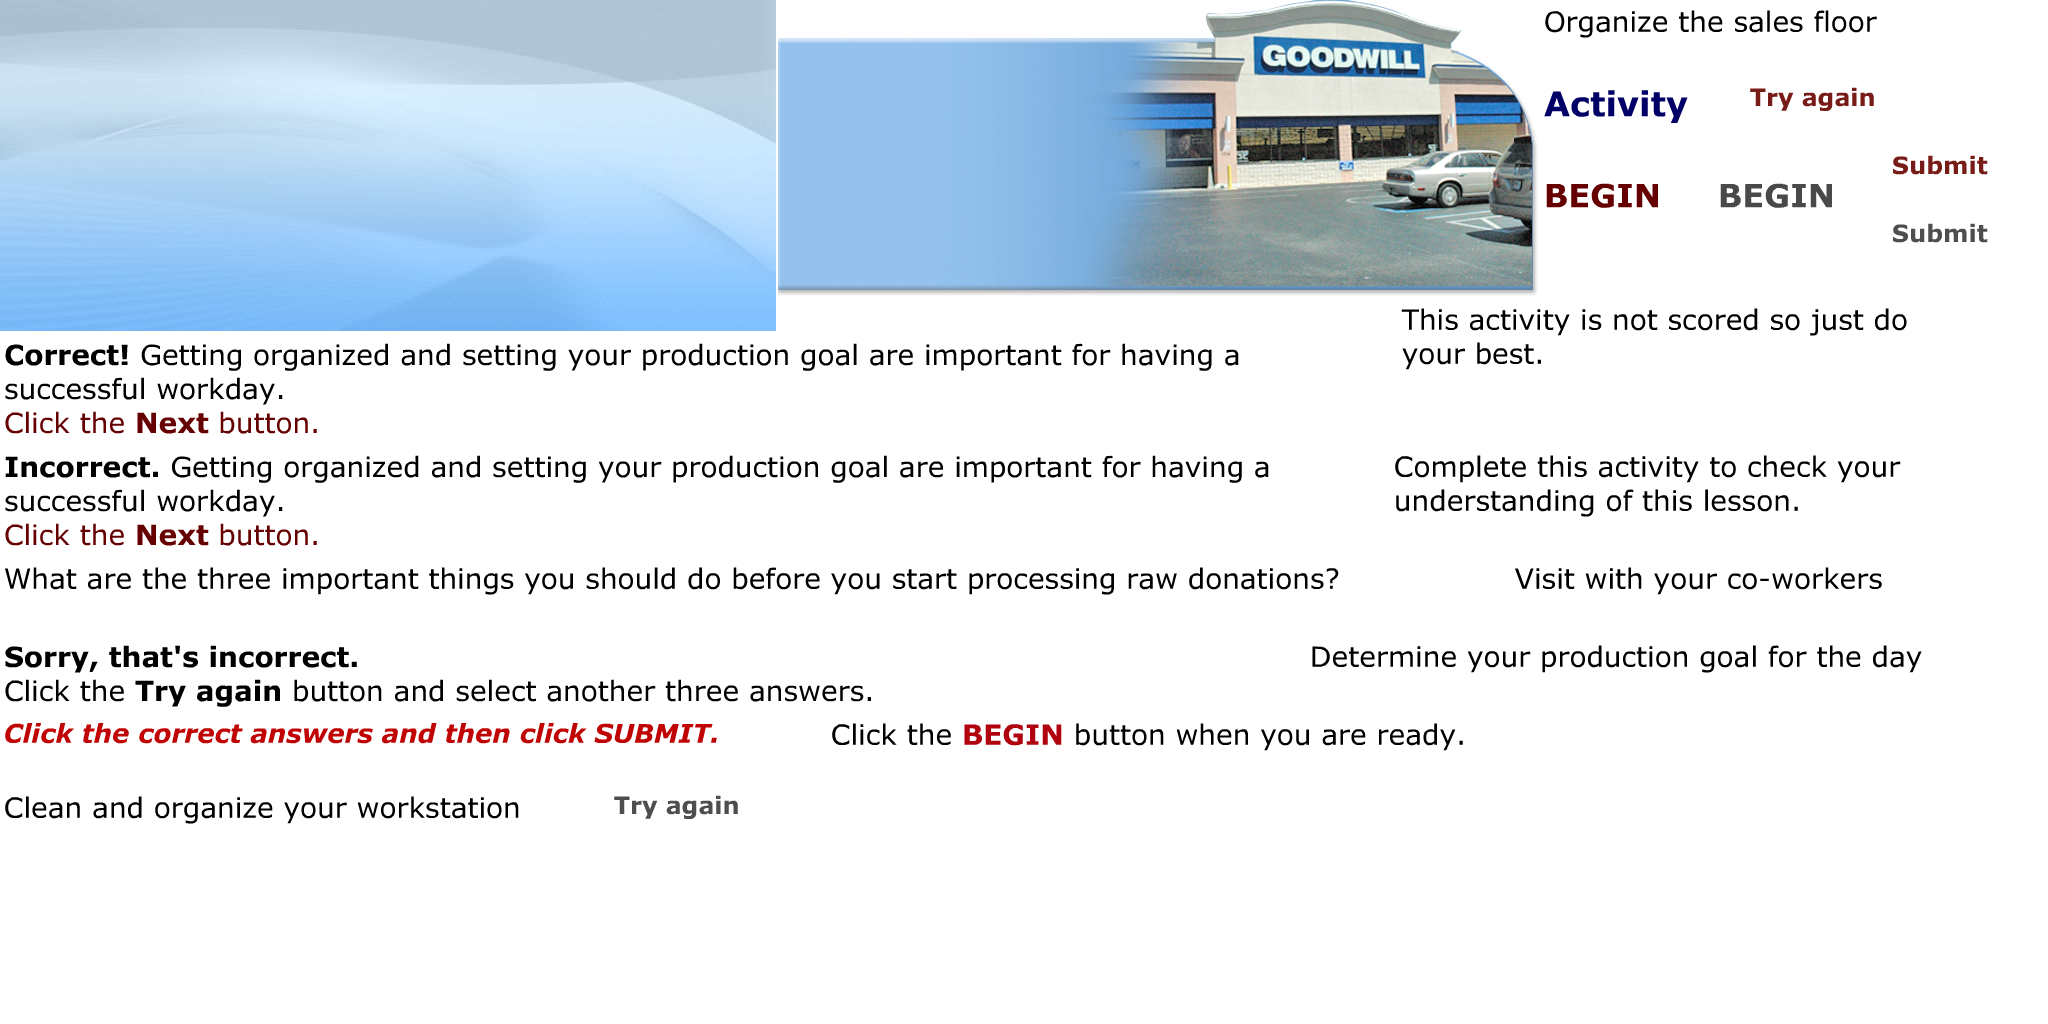 GOODWILL
Organize the sales floor
Activity
Try again
Submit
BEGIN
BEGIN
Submit
This activity is not scored so just do
your best.
Correct! Getting organized and setting your production goal are important for having a
successful workday.
Click the Next button.
Incorrect. Getting organized and setting your production goal are important for having a
successful workday.
Click the Next button.
Complete this activity to check your
understanding of this lesson.
What are the three important things you should do before you start processing raw donations?
Visit with your co-workers
Sorry, that's incorrect.
Click the Try again button and select another three answers.
Determine your production goal for the day
Click the correct answers and then click SUBMIT.
Click the BEGIN button when you are ready.
Clean and organize your workstation
Try again